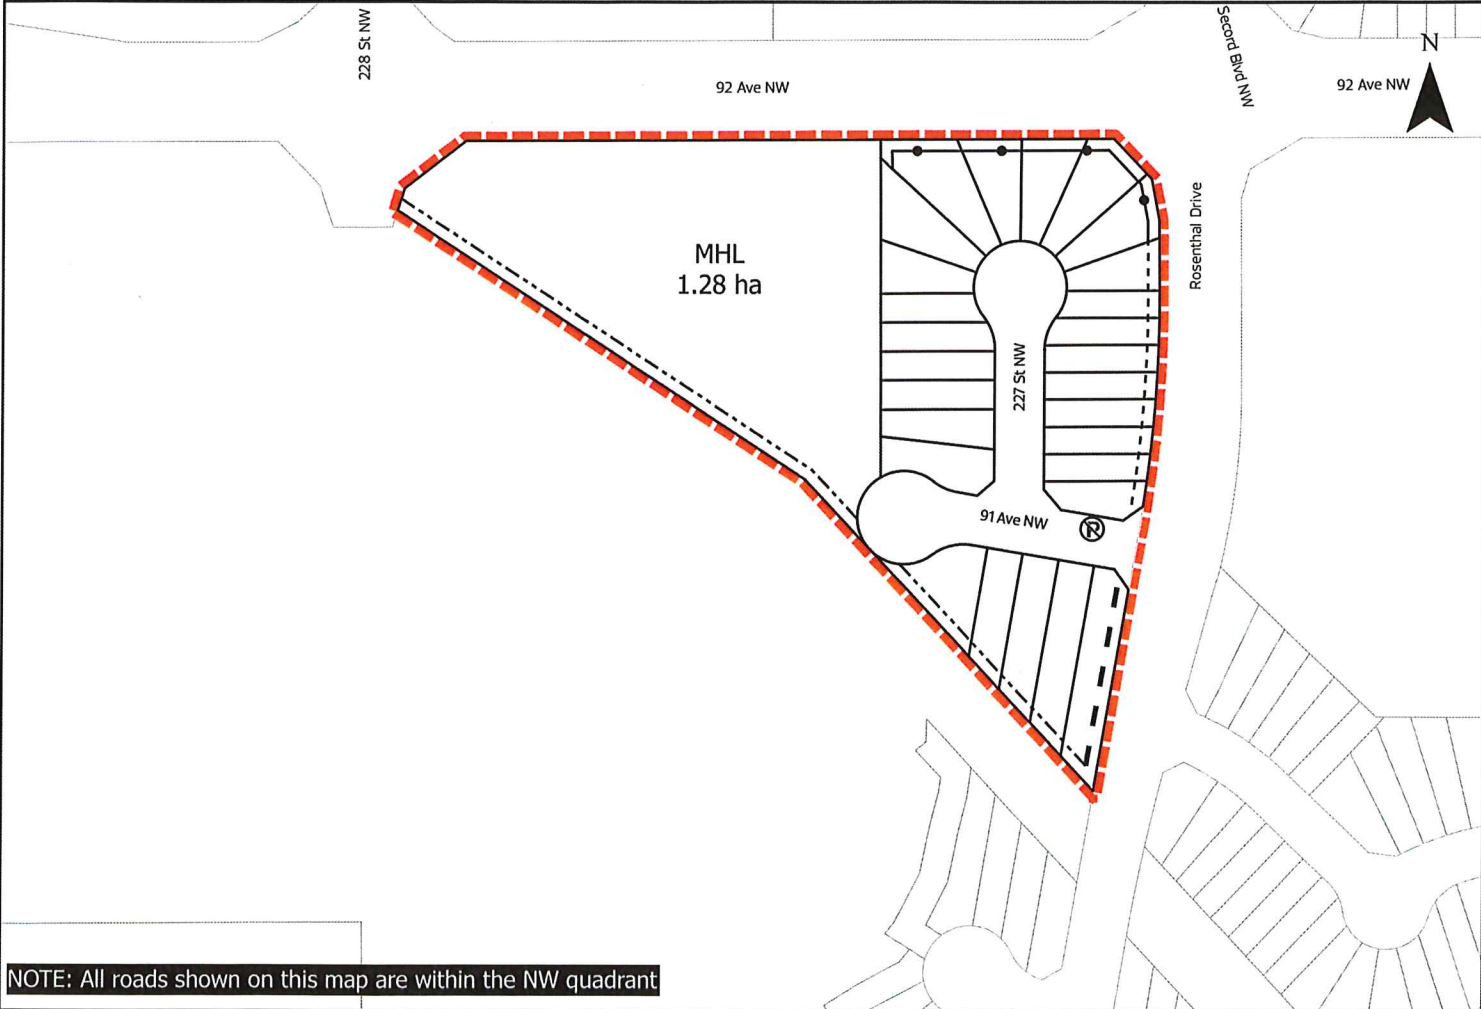 228 St NW
Second Blvd NW
N
92 Ave NW
92 Ave NW
Rosenthal Drive
MHL
1.28 ha
227 St NW
91 Ave NW
P
NOTE: All roads shown on this map are within the NW quadrant